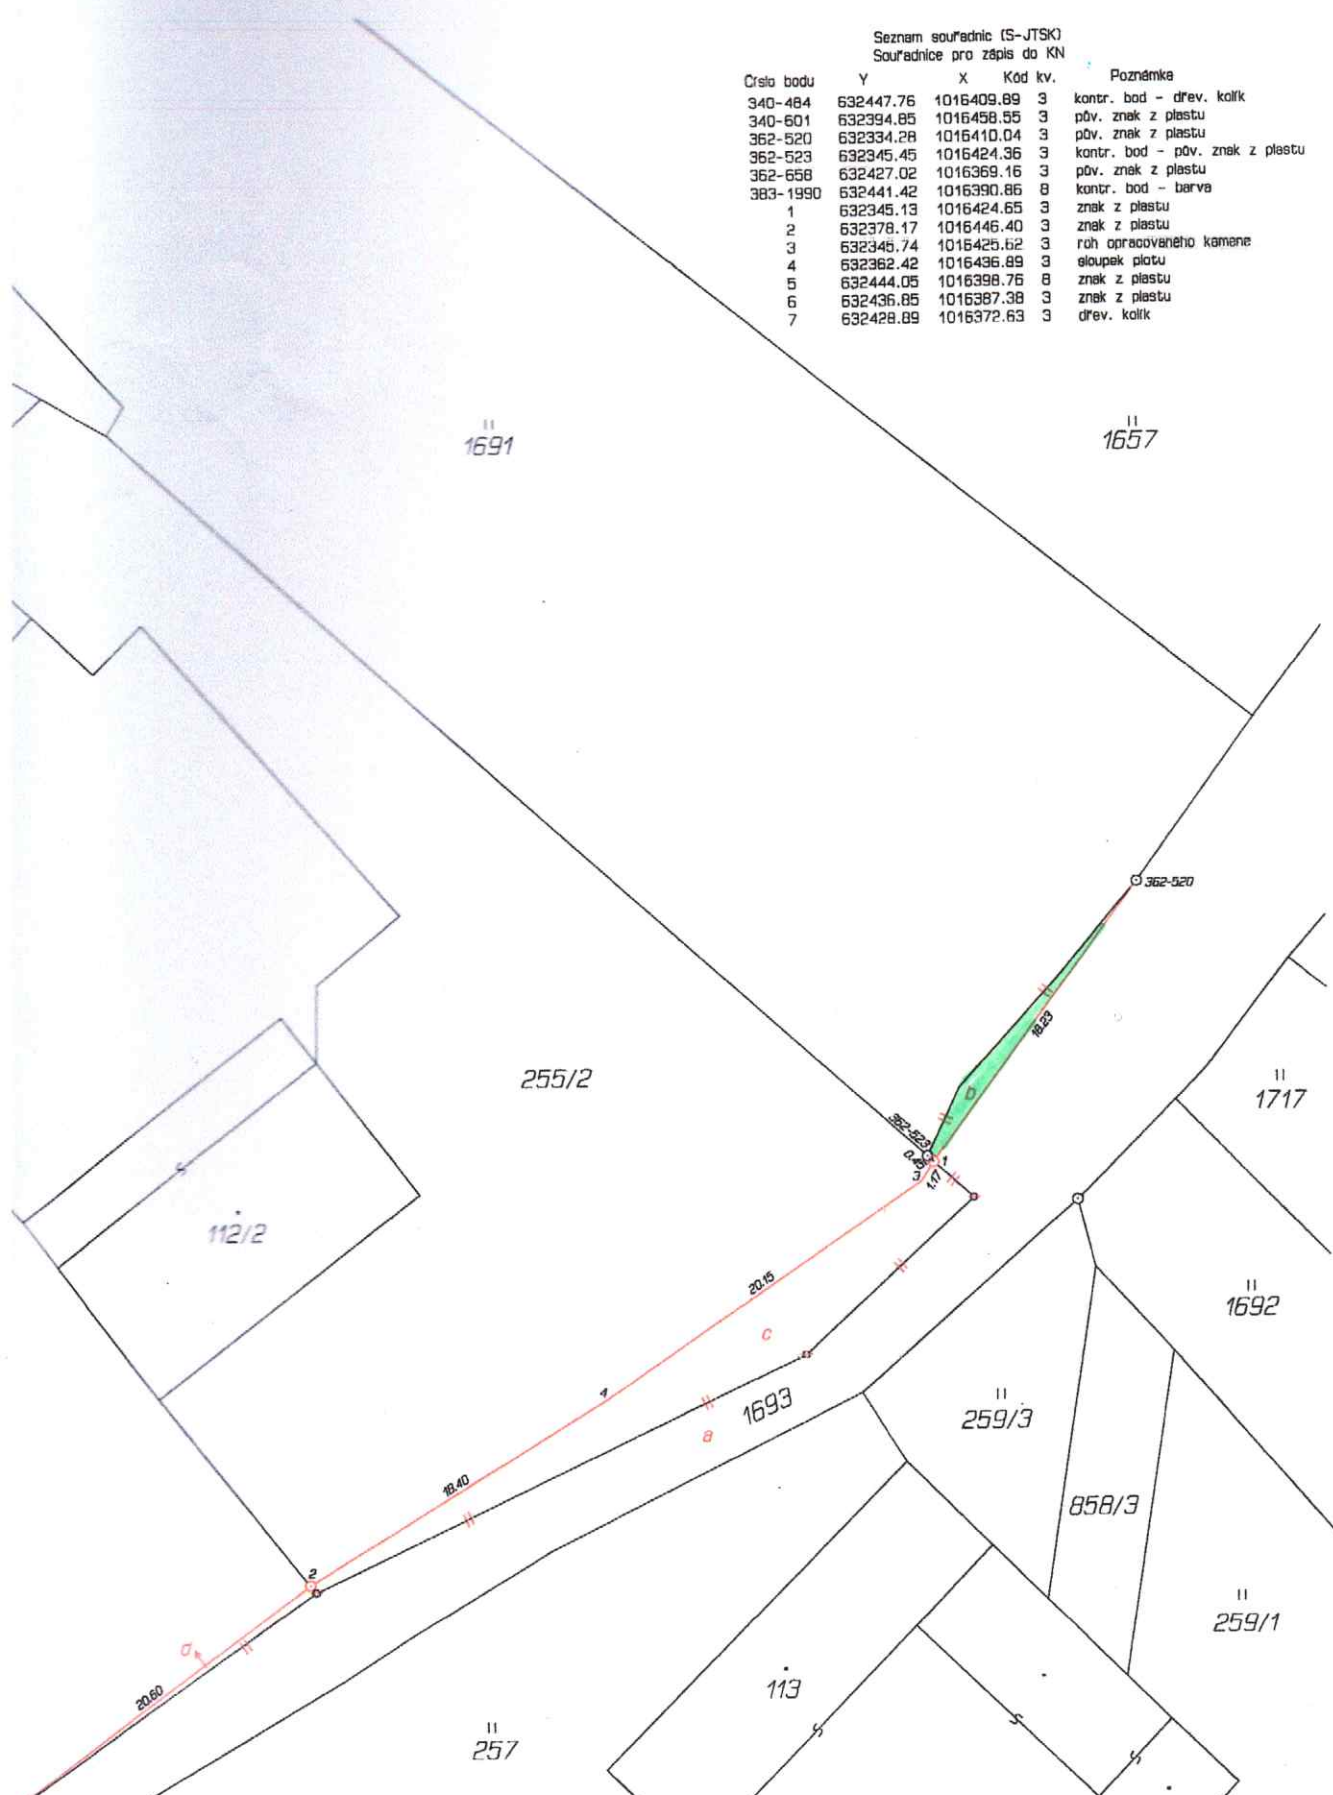 Seznam souřadnic (S-JTSK)
Souřadnice pro zápis do KN
Číslo bodu Y X Kód kv. Poznámka
340-484 632447.76 1016409.89 3 kontr. bod - dřev. kolík
340-601 632394.85 1016458.55 3 pův. znak z plastu
362-520 632334.28 1016410.04 3 pův. znak z plastu
362-523 632345.45 1016424.36 3 kontr. bod - pův. znak z plastu
362-658 632427.02 1016369.16 3 pův. znak z plastu
383-1990 632441.42 1016390.86 8 kontr. bod - barva
1 632345.13 1016424.65 3 znak z plastu
2 632378.17 1016446.40 3 znak z plastu
3 632345.74 1016425.62 3 roh opracovaného kamene
4 632362.42 1016436.89 3 sloupek plotu
5 632444.05 1016398.76 8 znak z plastu
6 632436.85 1016387.38 3 znak z plastu
7 632428.89 1016372.63 3 dřev. kolík
1691
1657
362-520
18.23
255/2
1717
D
362-523
0.45
1
3
1.17
112/2
20.15
1692
c
4
1693
259/3
a
18.40
858/3
2
259/1
d
20.60
113
257